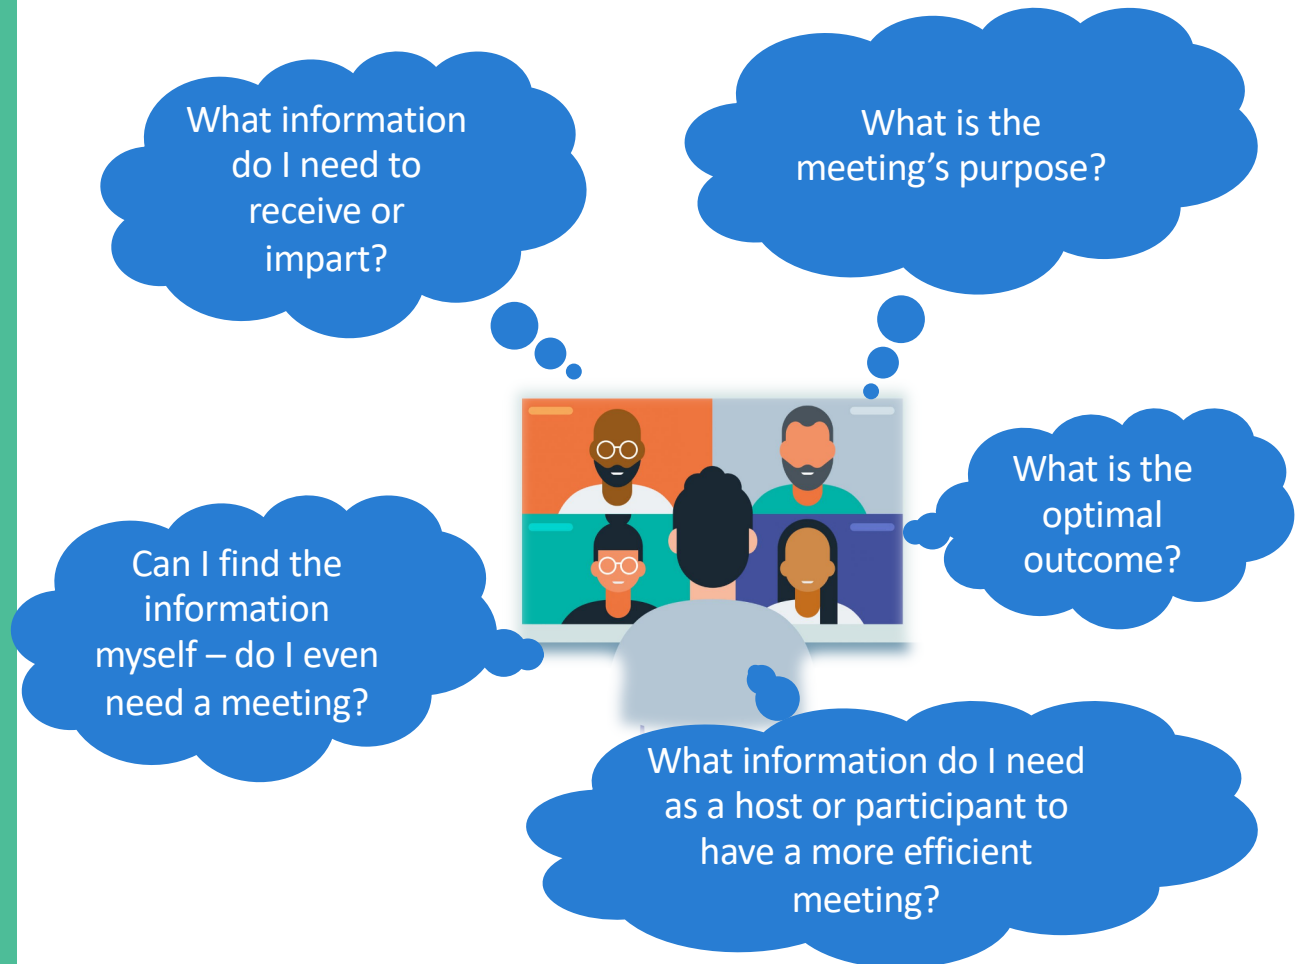 What information
do I need to
receive or
impart?
What is the
meeting’s purpose?
What is the
optimal
outcome?
Can I find the
information
myself – do I even
need a meeting?
What information do I need
as a host or participant to
have a more efficient
meeting?